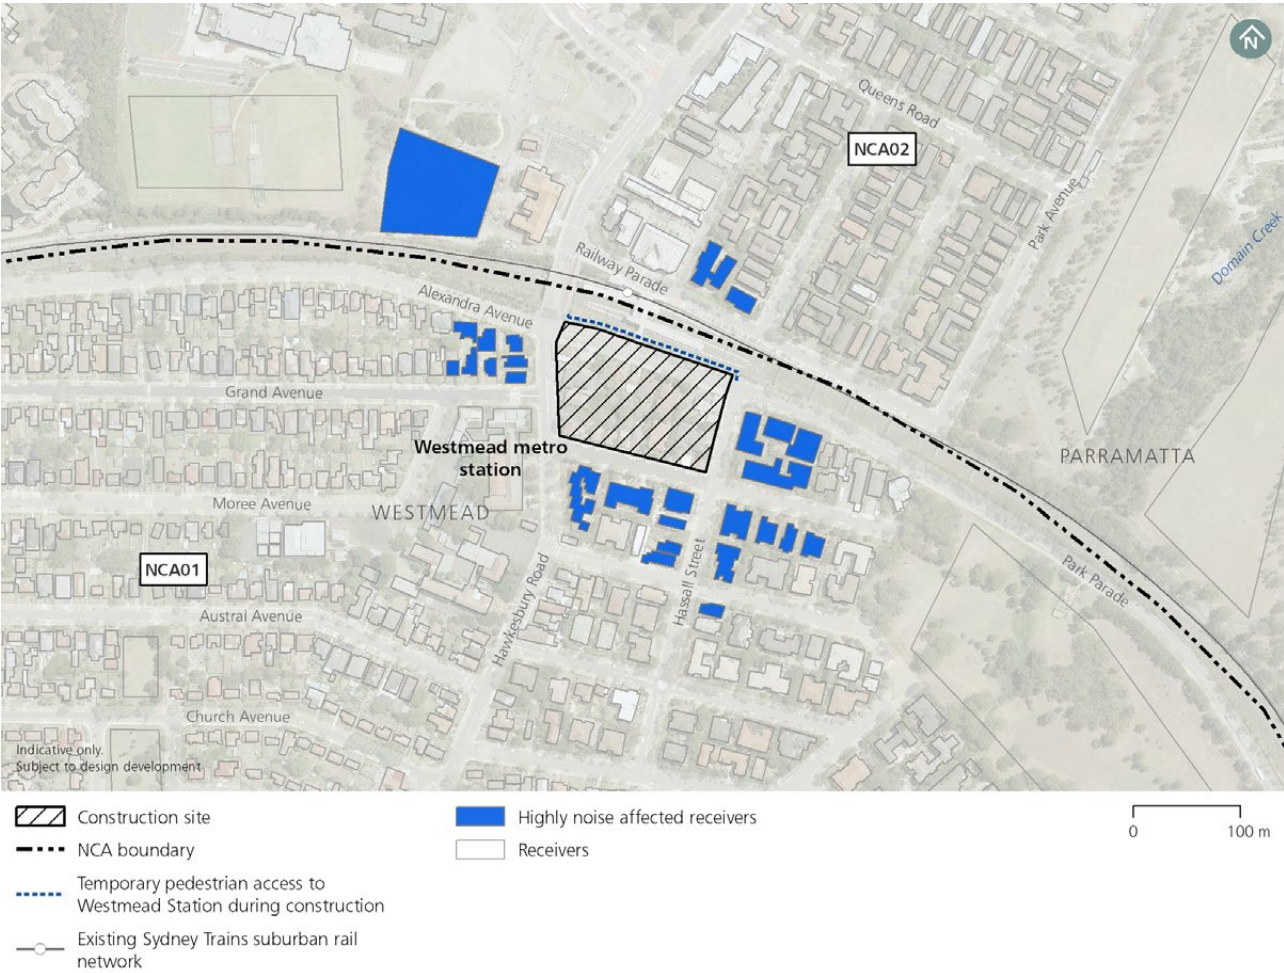 N
Queens Road
NCA02
Park Avenue
Domain Creek
Railway Parade
Alexandra Avenue
Grand Avenue
Westmead metro
station
PARRAMATTA
Moree Avenue
WESTMEAD
NCA01
Hassall Street
Hawkesbury Road
Park Parade
Austral Avenue
Church Avenue
Indicative only.
Subject to design development
Construction site
NCA boundary
Temporary pedestrian access to
Westmead Station during construction
Existing Sydney Trains suburban rail
network
Highly noise affected receivers
Receivers
0
100 m